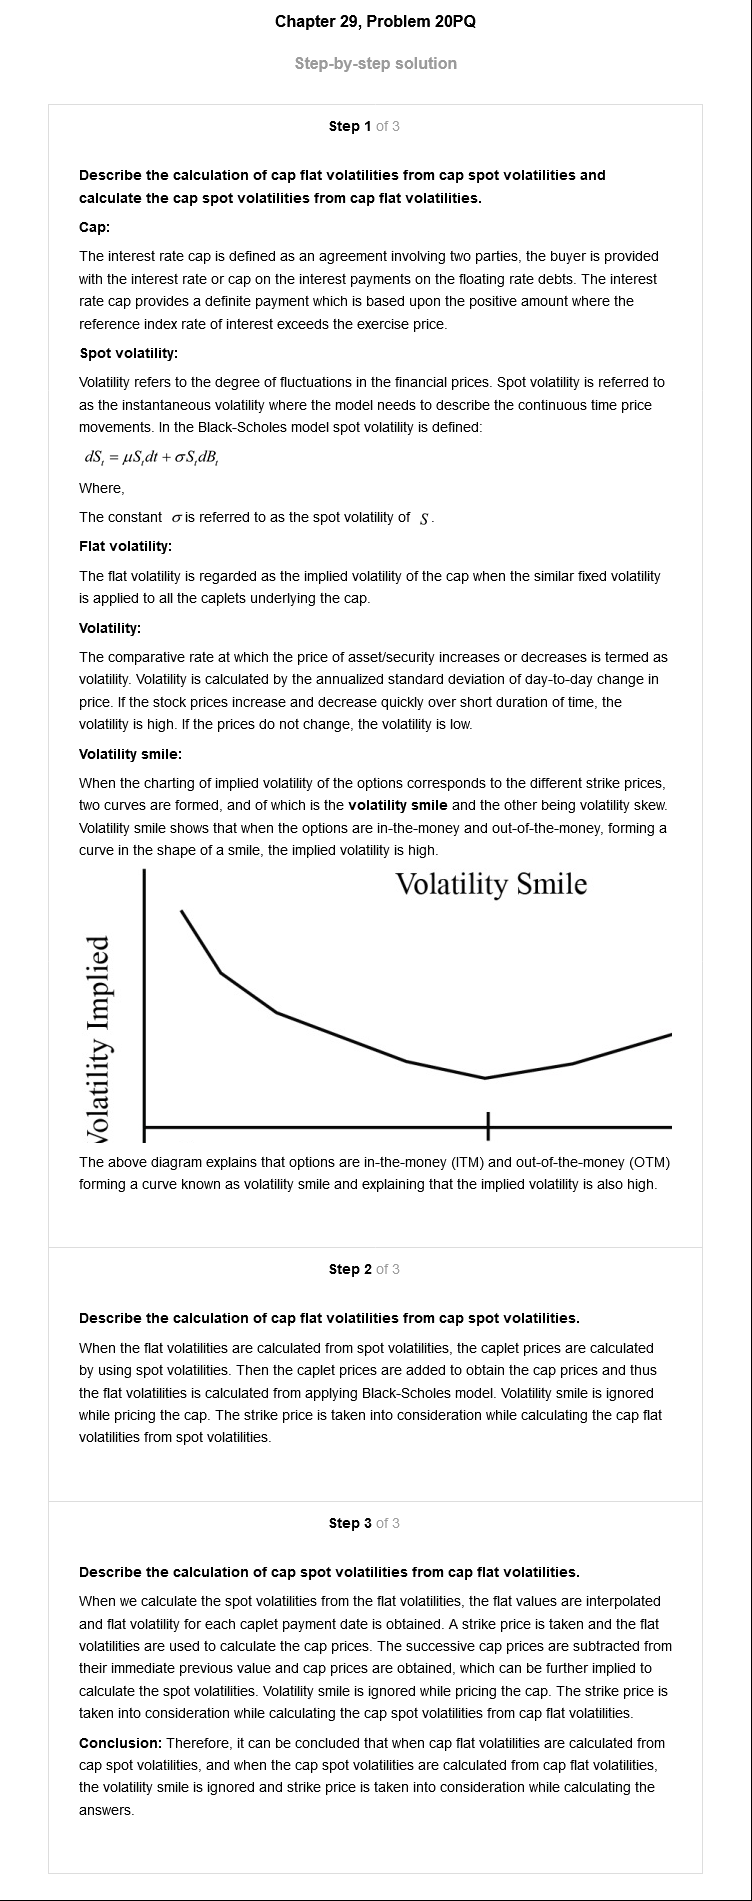 Chapter 29, Problem 20PQ
Step-by-step solution
Step 1 of 3
Describe the calculation of cap flat volatilities from cap spot volatilities and
calculate the cap spot volatilities from cap flat volatilities.
Cap:
The interest rate cap is defined as an agreement involving two parties, the buyer is provided
with the interest rate or cap on the interest payments on the floating rate debts. The interest
rate cap provides a definite payment which is based upon the positive amount where the
reference index rate of interest exceeds the exercise price.
Spot volatility:
Volatility refers to the degree of fluctuations in the financial prices. Spot volatility is referred to
as the instantaneous volatility where the model needs to describe the continuous time price
movements. In the Black-Scholes model spot volatility is defined:
dSₜ = μSₜdt + σSₜdBₜ
Where,
The constant σ is referred to as the spot volatility of S.
Flat volatility:
The flat volatility is regarded as the implied volatility of the cap when the similar fixed volatility
is applied to all the caplets underlying the cap.
Volatility:
The comparative rate at which the price of asset/security increases or decreases is termed as
volatility. Volatility is calculated by the annualized standard deviation of day-to-day change in
price. If the stock prices increase and decrease quickly over short duration of time, the
volatility is high. If the prices do not change, the volatility is low.
Volatility smile:
When the charting of implied volatility of the options corresponds to the different strike prices,
two curves are formed, and of which is the volatility smile and the other being volatility skew.
Volatility smile shows that when the options are in-the-money and out-of-the-money, forming a
curve in the shape of a smile, the implied volatility is high.
Volatility Smile
Volatility Implied
The above diagram explains that options are in-the-money (ITM) and out-of-the-money (OTM)
forming a curve known as volatility smile and explaining that the implied volatility is also high.
Step 2 of 3
Describe the calculation of cap flat volatilities from cap spot volatilities.
When the flat volatilities are calculated from spot volatilities, the caplet prices are calculated
by using spot volatilities. Then the caplet prices are added to obtain the cap prices and thus
the flat volatilities is calculated from applying Black-Scholes model. Volatility smile is ignored
while pricing the cap. The strike price is taken into consideration while calculating the cap flat
volatilities from spot volatilities.
Step 3 of 3
Describe the calculation of cap spot volatilities from cap flat volatilities.
When we calculate the spot volatilities from the flat volatilities, the flat values are interpolated
and flat volatility for each caplet payment date is obtained. A strike price is taken and the flat
volatilities are used to calculate the cap prices. The successive cap prices are subtracted from
their immediate previous value and cap prices are obtained, which can be further implied to
calculate the spot volatilities. Volatility smile is ignored while pricing the cap. The strike price is
taken into consideration while calculating the cap spot volatilities from cap flat volatilities.
Conclusion: Therefore, it can be concluded that when cap flat volatilities are calculated from
cap spot volatilities, and when the cap spot volatilities are calculated from cap flat volatilities,
the volatility smile is ignored and strike price is taken into consideration while calculating the
answers.